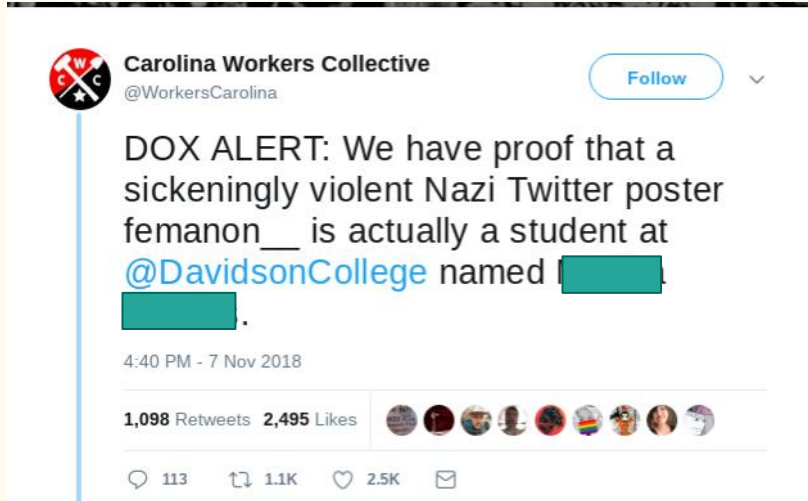 W
C C
Carolina Workers Collective
@WorkersCarolina
Follow
DOX ALERT: We have proof that a
sickeningly violent Nazi Twitter poster
femanon__ is actually a student at
@DavidsonCollege named
.
4:40 PM - 7 Nov 2018
1,098 Retweets 2,495 Likes
113 1.1K 2.5K